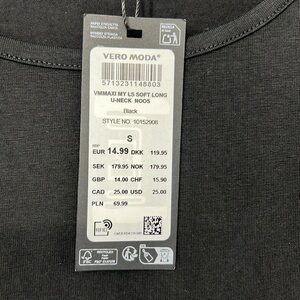 VERO MODA
5713231148803
VMMAXI MY LS SOFT LONG
U-NECK NOOS
Black
STYLE NO. 10152908
S
EUR 14.99 DKK 119.95
SEK 179.95 NOK 179.95
GBP 14.00 CHF 15.90
CAD 25.00 USD 25.00
PLN 69.99
FSC